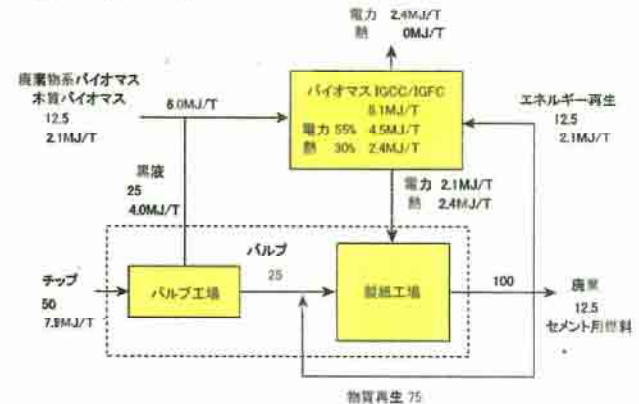 電力 2.4MJ/T
熱 0MJ/T
廃棄物系バイオマス
木質バイオマス
12.5
2.1MJ/T
6.0MJ/T
バイオマス IGCC/IGFC
8.1MJ/T
電力 55% 4.5MJ/T
熱 30% 2.4MJ/T
エネルギー再生
12.5
2.1MJ/T
黒液
25
4.0MJ/T
電力 2.1MJ/T
熱 2.4MJ/T
チップ
50
7.9MJ/T
パルプ工場
パルプ
25
製紙工場
100
廃棄
12.5
セメント用燃料
物質再生 75